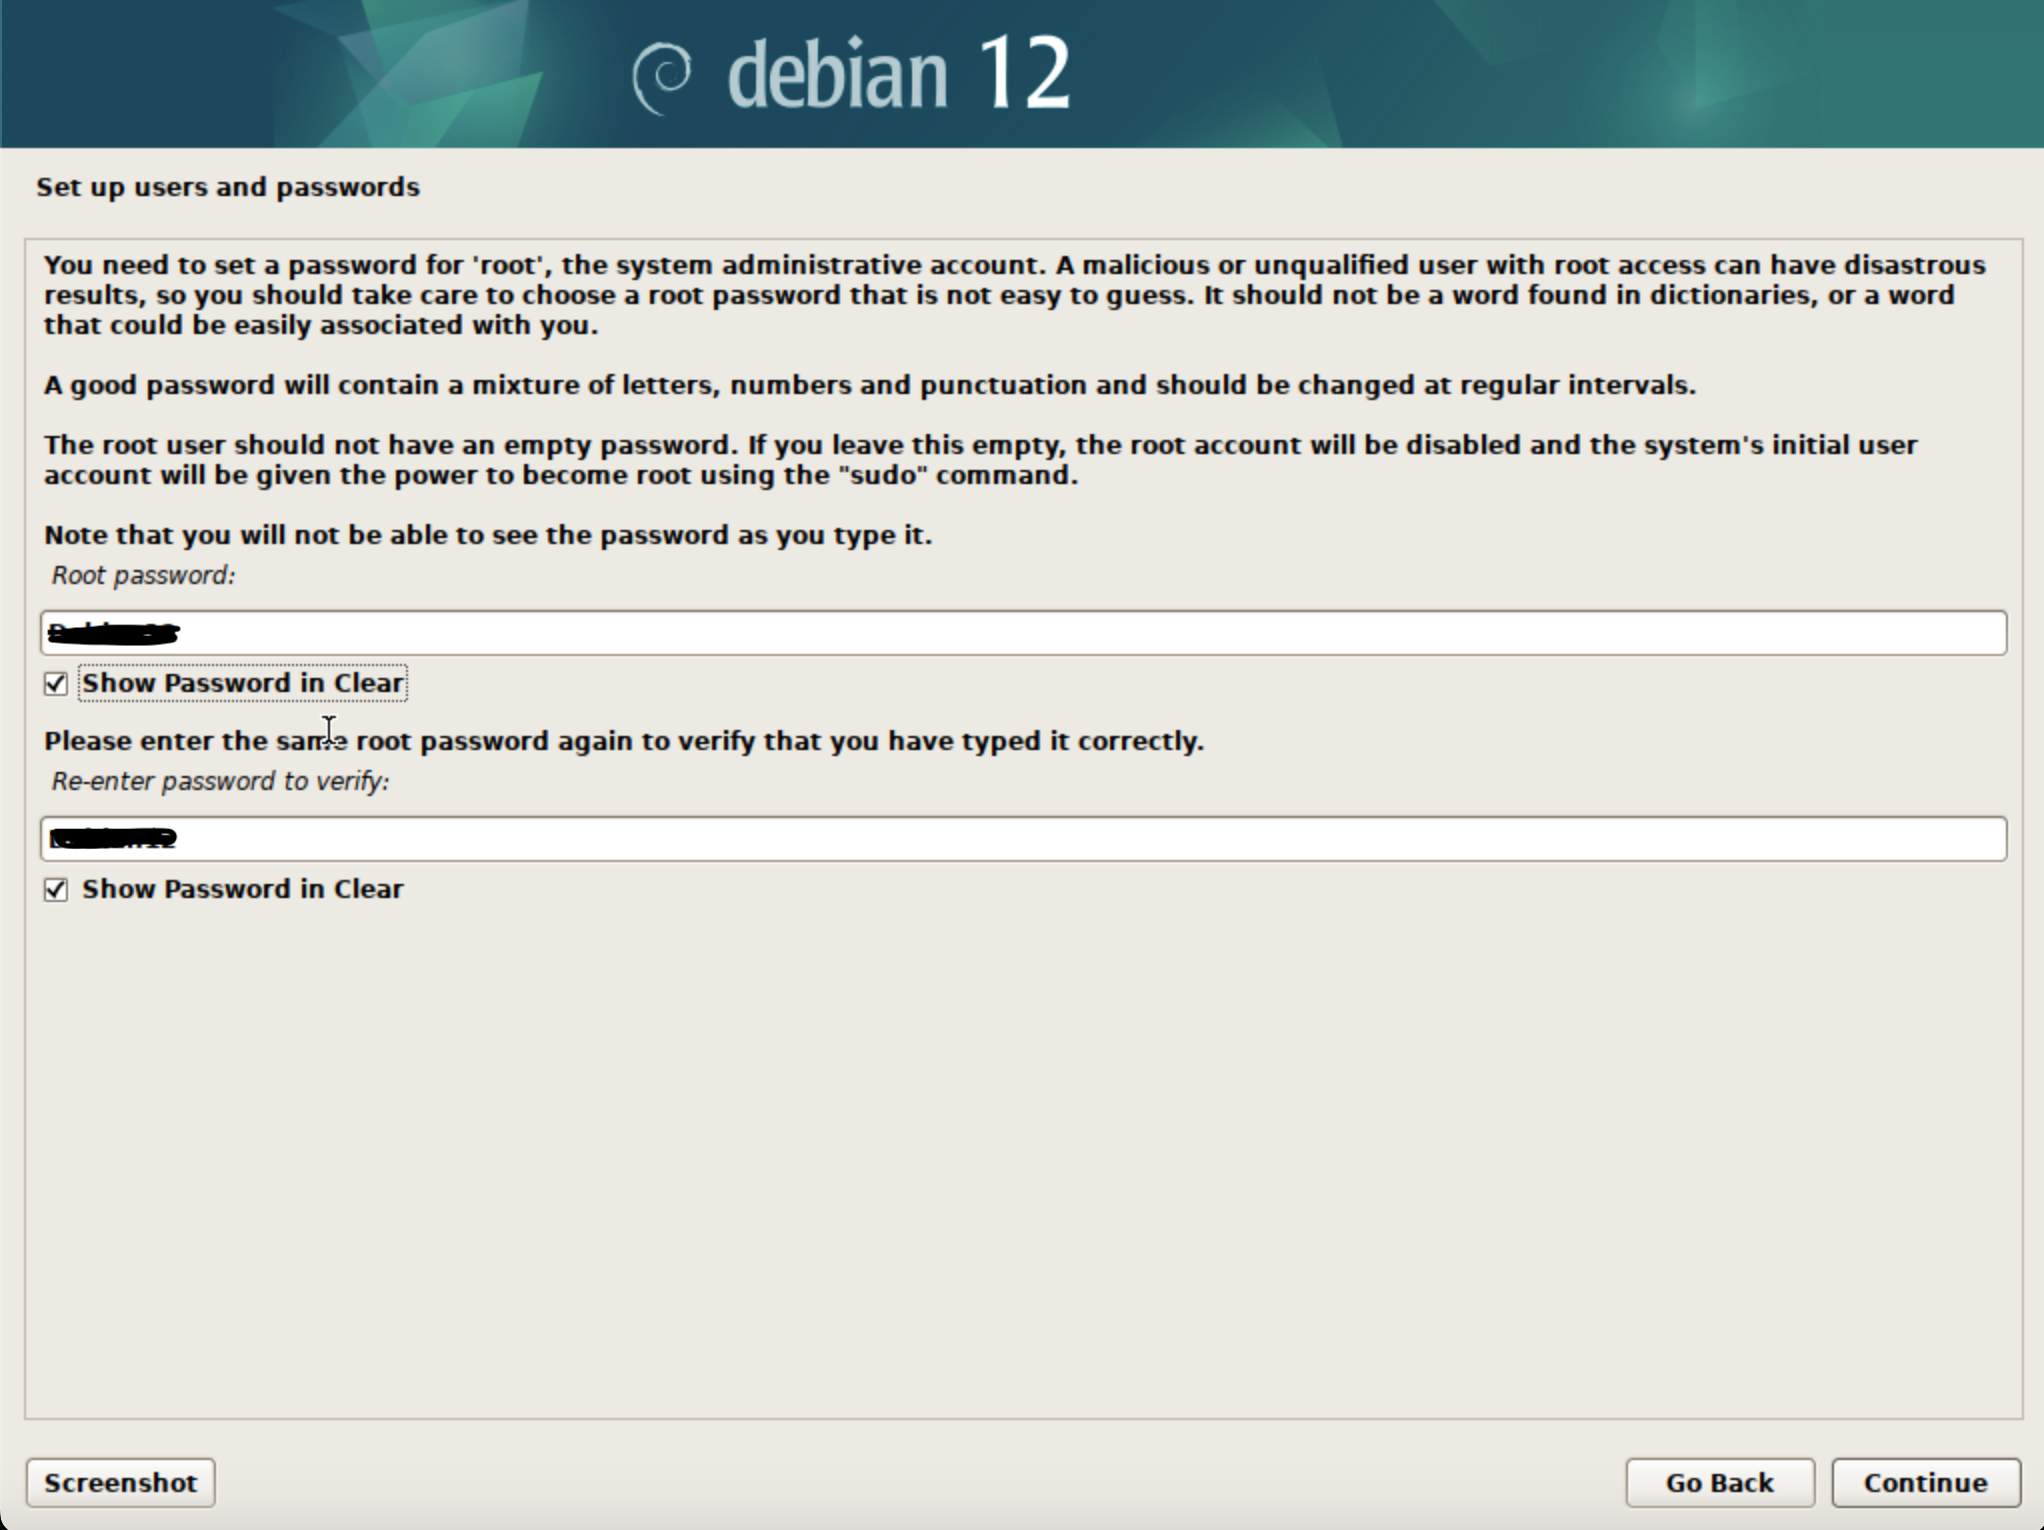 debian 12
Set up users and passwords
You need to set a password for 'root', the system administrative account. A malicious or unqualified user with root access can have disastrous
results, so you should take care to choose a root password that is not easy to guess. It should not be a word found in dictionaries, or a word
that could be easily associated with you.
A good password will contain a mixture of letters, numbers and punctuation and should be changed at regular intervals.
The root user should not have an empty password. If you leave this empty, the root account will be disabled and the system's initial user
account will be given the power to become root using the "sudo" command.
Note that you will not be able to see the password as you type it.
Root password:
Show Password in Clear
Please enter the same root password again to verify that you have typed it correctly.
Re-enter password to verify:
Show Password in Clear
Screenshot
Go Back
Continue